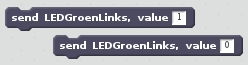 send LEDGroenLinks, value 1
send LEDGroenLinks, value 0